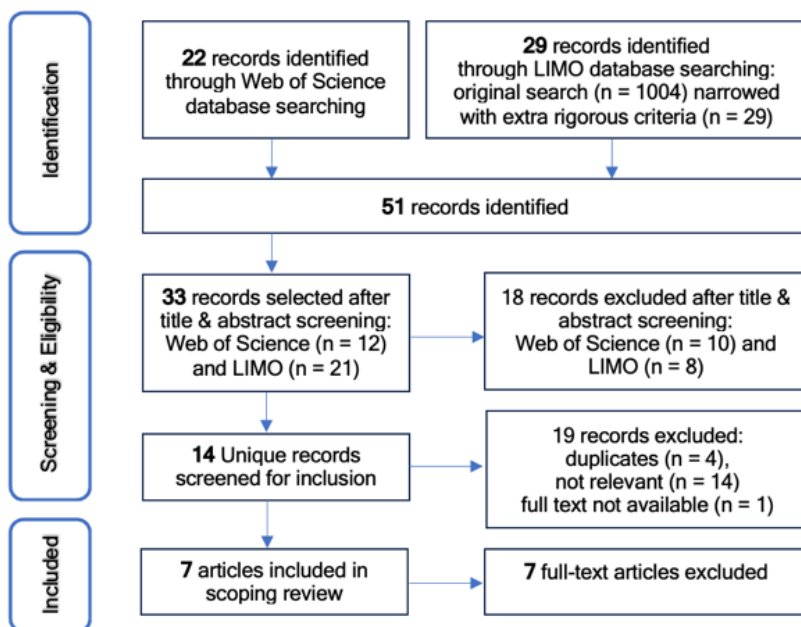 Identification
22 records identified
through Web of Science
database searching
29 records identified
through LIMO database searching:
original search (n = 1004) narrowed
with extra rigorous criteria (n = 29)
51 records identified
Screening & Eligibility
33 records selected after
title & abstract screening:
Web of Science (n = 12)
and LIMO (n = 21)
18 records excluded after title &
abstract screening:
Web of Science (n = 10) and
LIMO (n = 8)
14 Unique records
screened for inclusion
19 records excluded:
duplicates (n = 4),
not relevant (n = 14)
full text not available (n = 1)
Included
7 articles included in
scoping review
7 full-text articles excluded